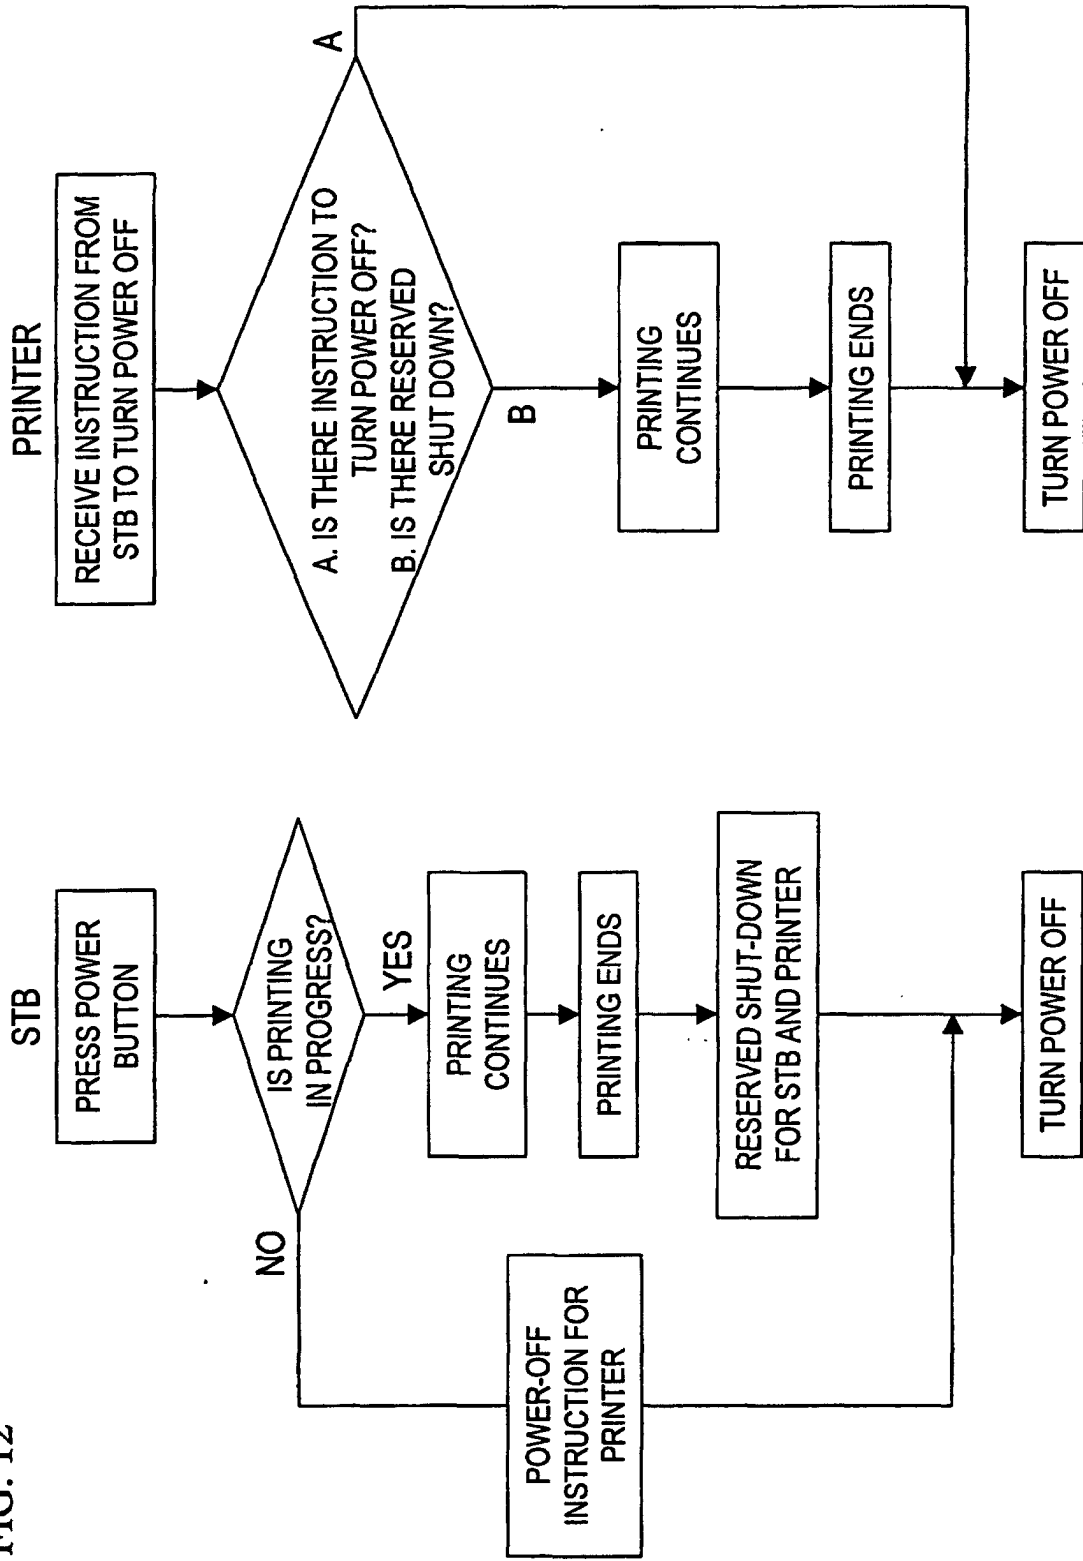 FIG. 12
STB
PRESS POWER
BUTTON
IS PRINTING
IN PROGRESS?
NO
YES
POWER-OFF
INSTRUCTION FOR
PRINTER
PRINTING
CONTINUES
PRINTING ENDS
RESERVED SHUT-DOWN
FOR STB AND PRINTER
TURN POWER OFF
PRINTER
RECEIVE INSTRUCTION FROM
STB TO TURN POWER OFF
A. IS THERE INSTRUCTION TO
TURN POWER OFF?
B. IS THERE RESERVED
SHUT DOWN?
A
B
PRINTING
CONTINUES
PRINTING ENDS
TURN POWER OFF